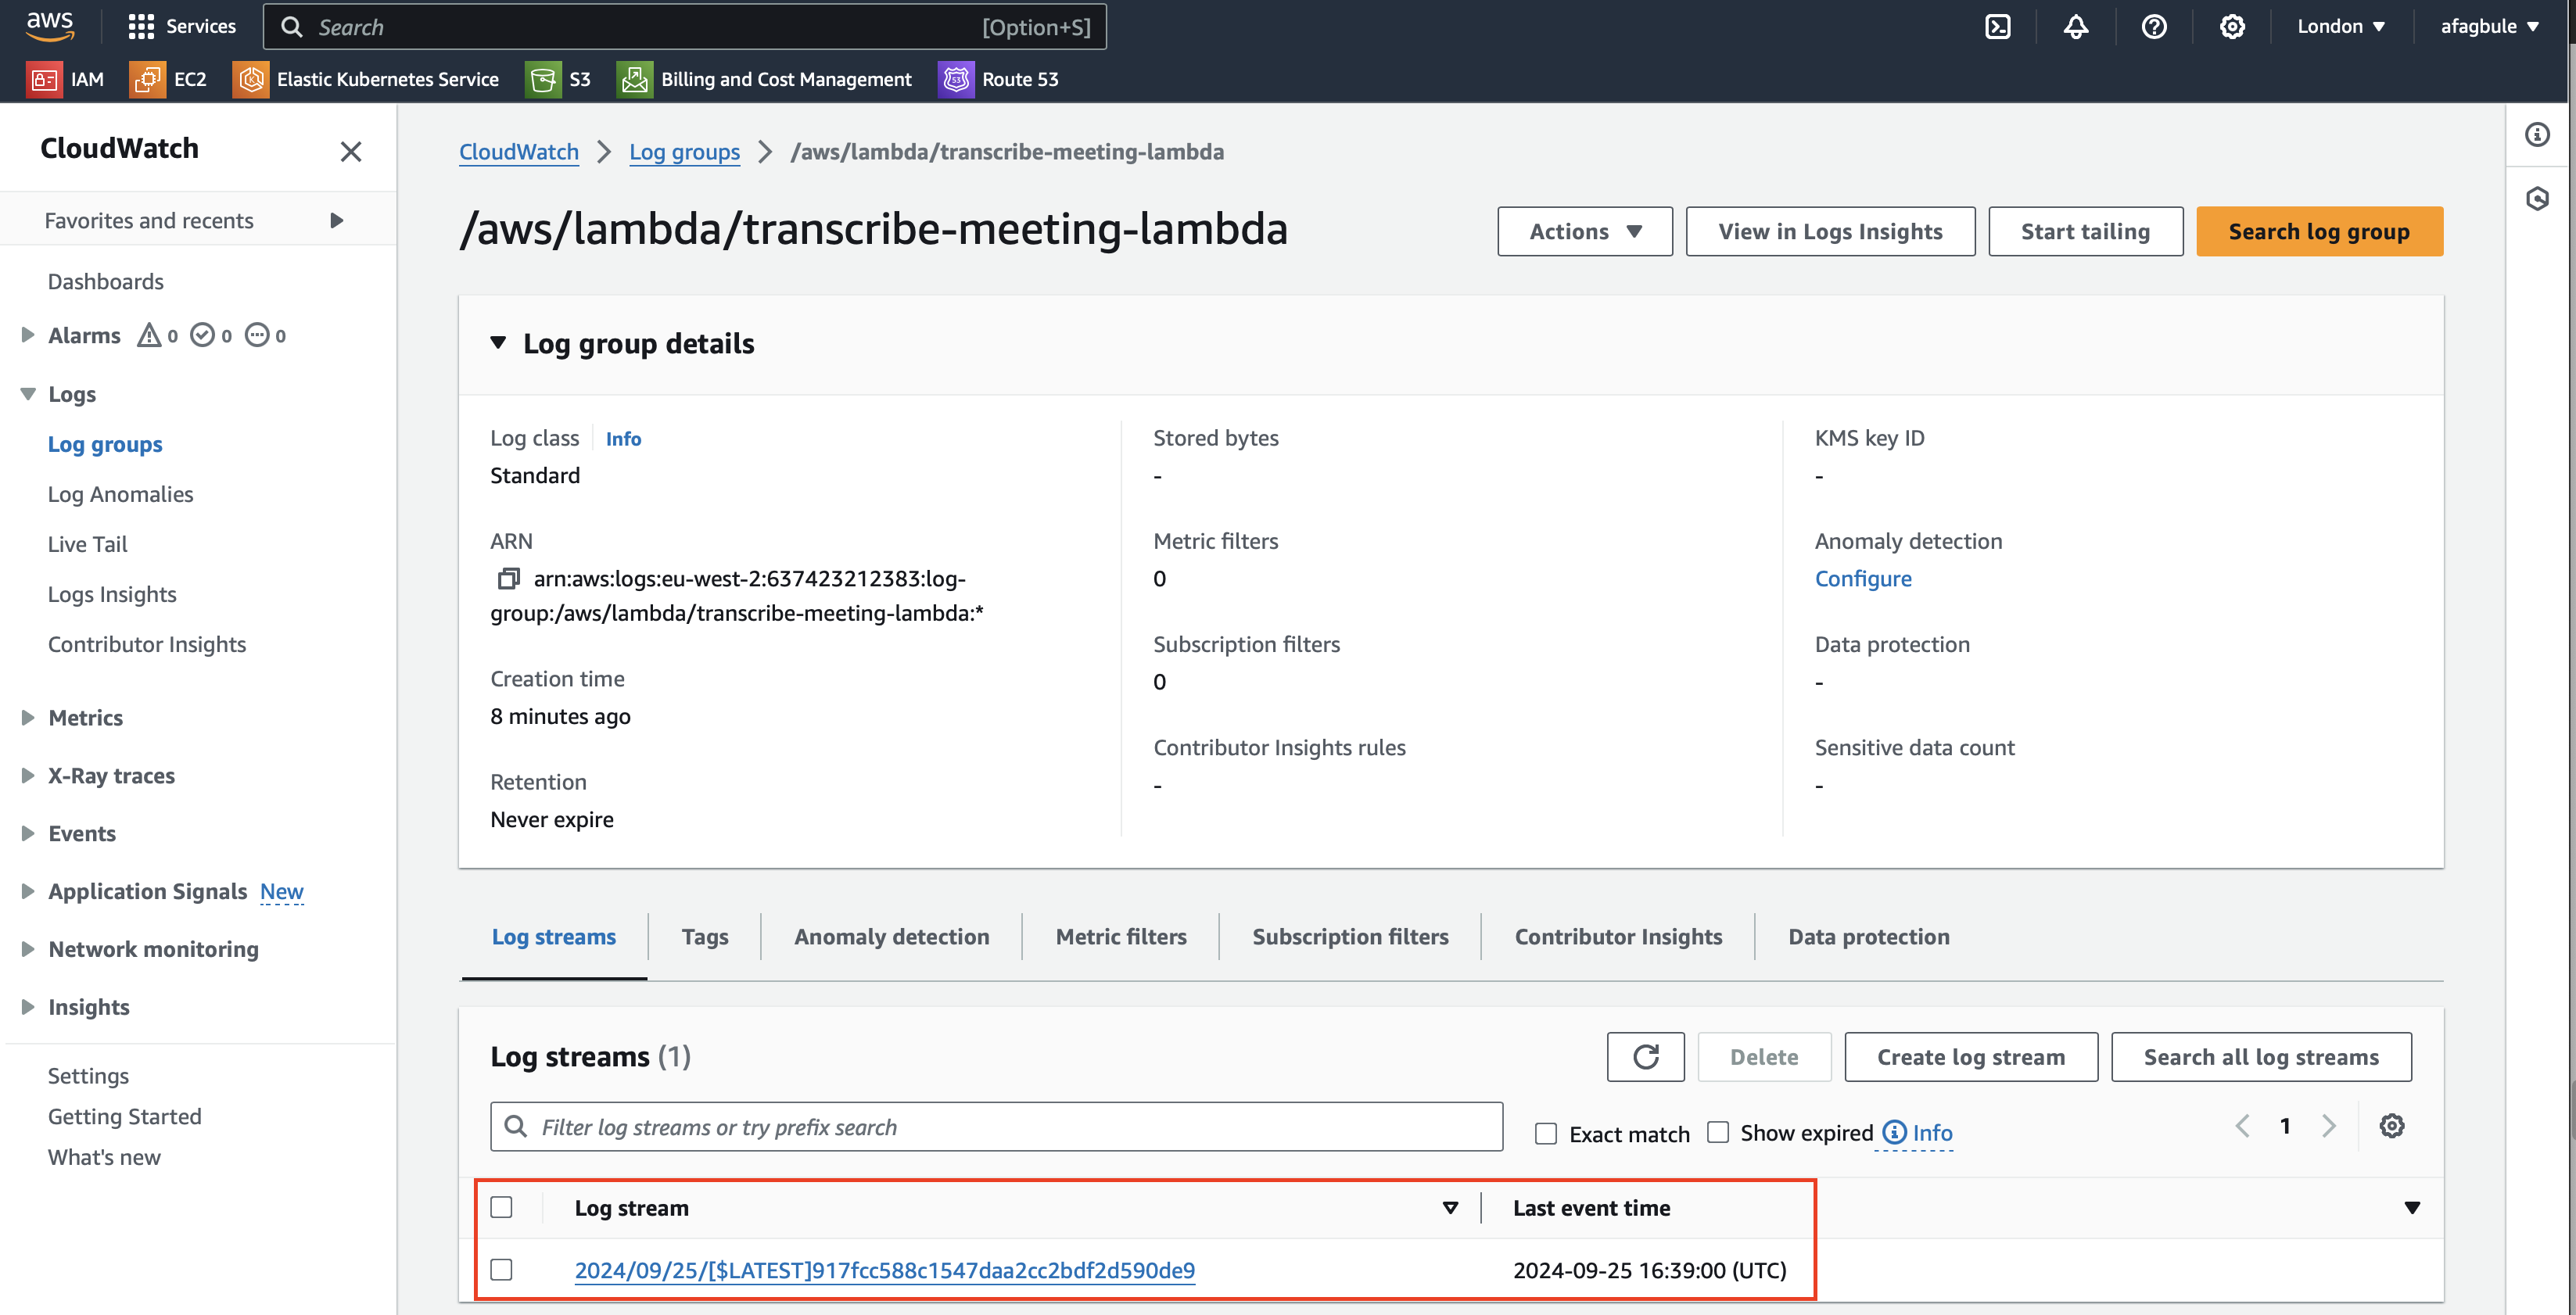 aws
Services
Search [Option+S]
London
afagbule
IAM
EC2
Elastic Kubernetes Service
S3
Billing and Cost Management
53
Route 53
CloudWatch
Favorites and recents
Dashboards
Alarms 0 0 0
Logs
Log groups
Log Anomalies
Live Tail
Logs Insights
Contributor Insights
Metrics
X-Ray traces
Events
Application Signals New
Network monitoring
Insights
Settings
Getting Started
What's new
CloudWatch > Log groups > /aws/lambda/transcribe-meeting-lambda
/aws/lambda/transcribe-meeting-lambda
Actions
View in Logs Insights
Start tailing
Search log group
Log group details
Log class Info
Standard
ARN
arn:aws:logs:eu-west-2:637423212383:log-
group:/aws/lambda/transcribe-meeting-lambda:*
Creation time
8 minutes ago
Retention
Never expire
Stored bytes
-
Metric filters
0
Subscription filters
0
Contributor Insights rules
-
KMS key ID
-
Anomaly detection
Configure
Data protection
-
Sensitive data count
-
Log streams
Tags
Anomaly detection
Metric filters
Subscription filters
Contributor Insights
Data protection
Log streams (1)
Delete
Create log stream
Search all log streams
Filter log streams or try prefix search
Exact match
Show expired
Info
1
Log stream
Last event time
2024/09/25/[$LATEST]917fcc588c1547daa2cc2bdf2d590de9
2024-09-25 16:39:00 (UTC)